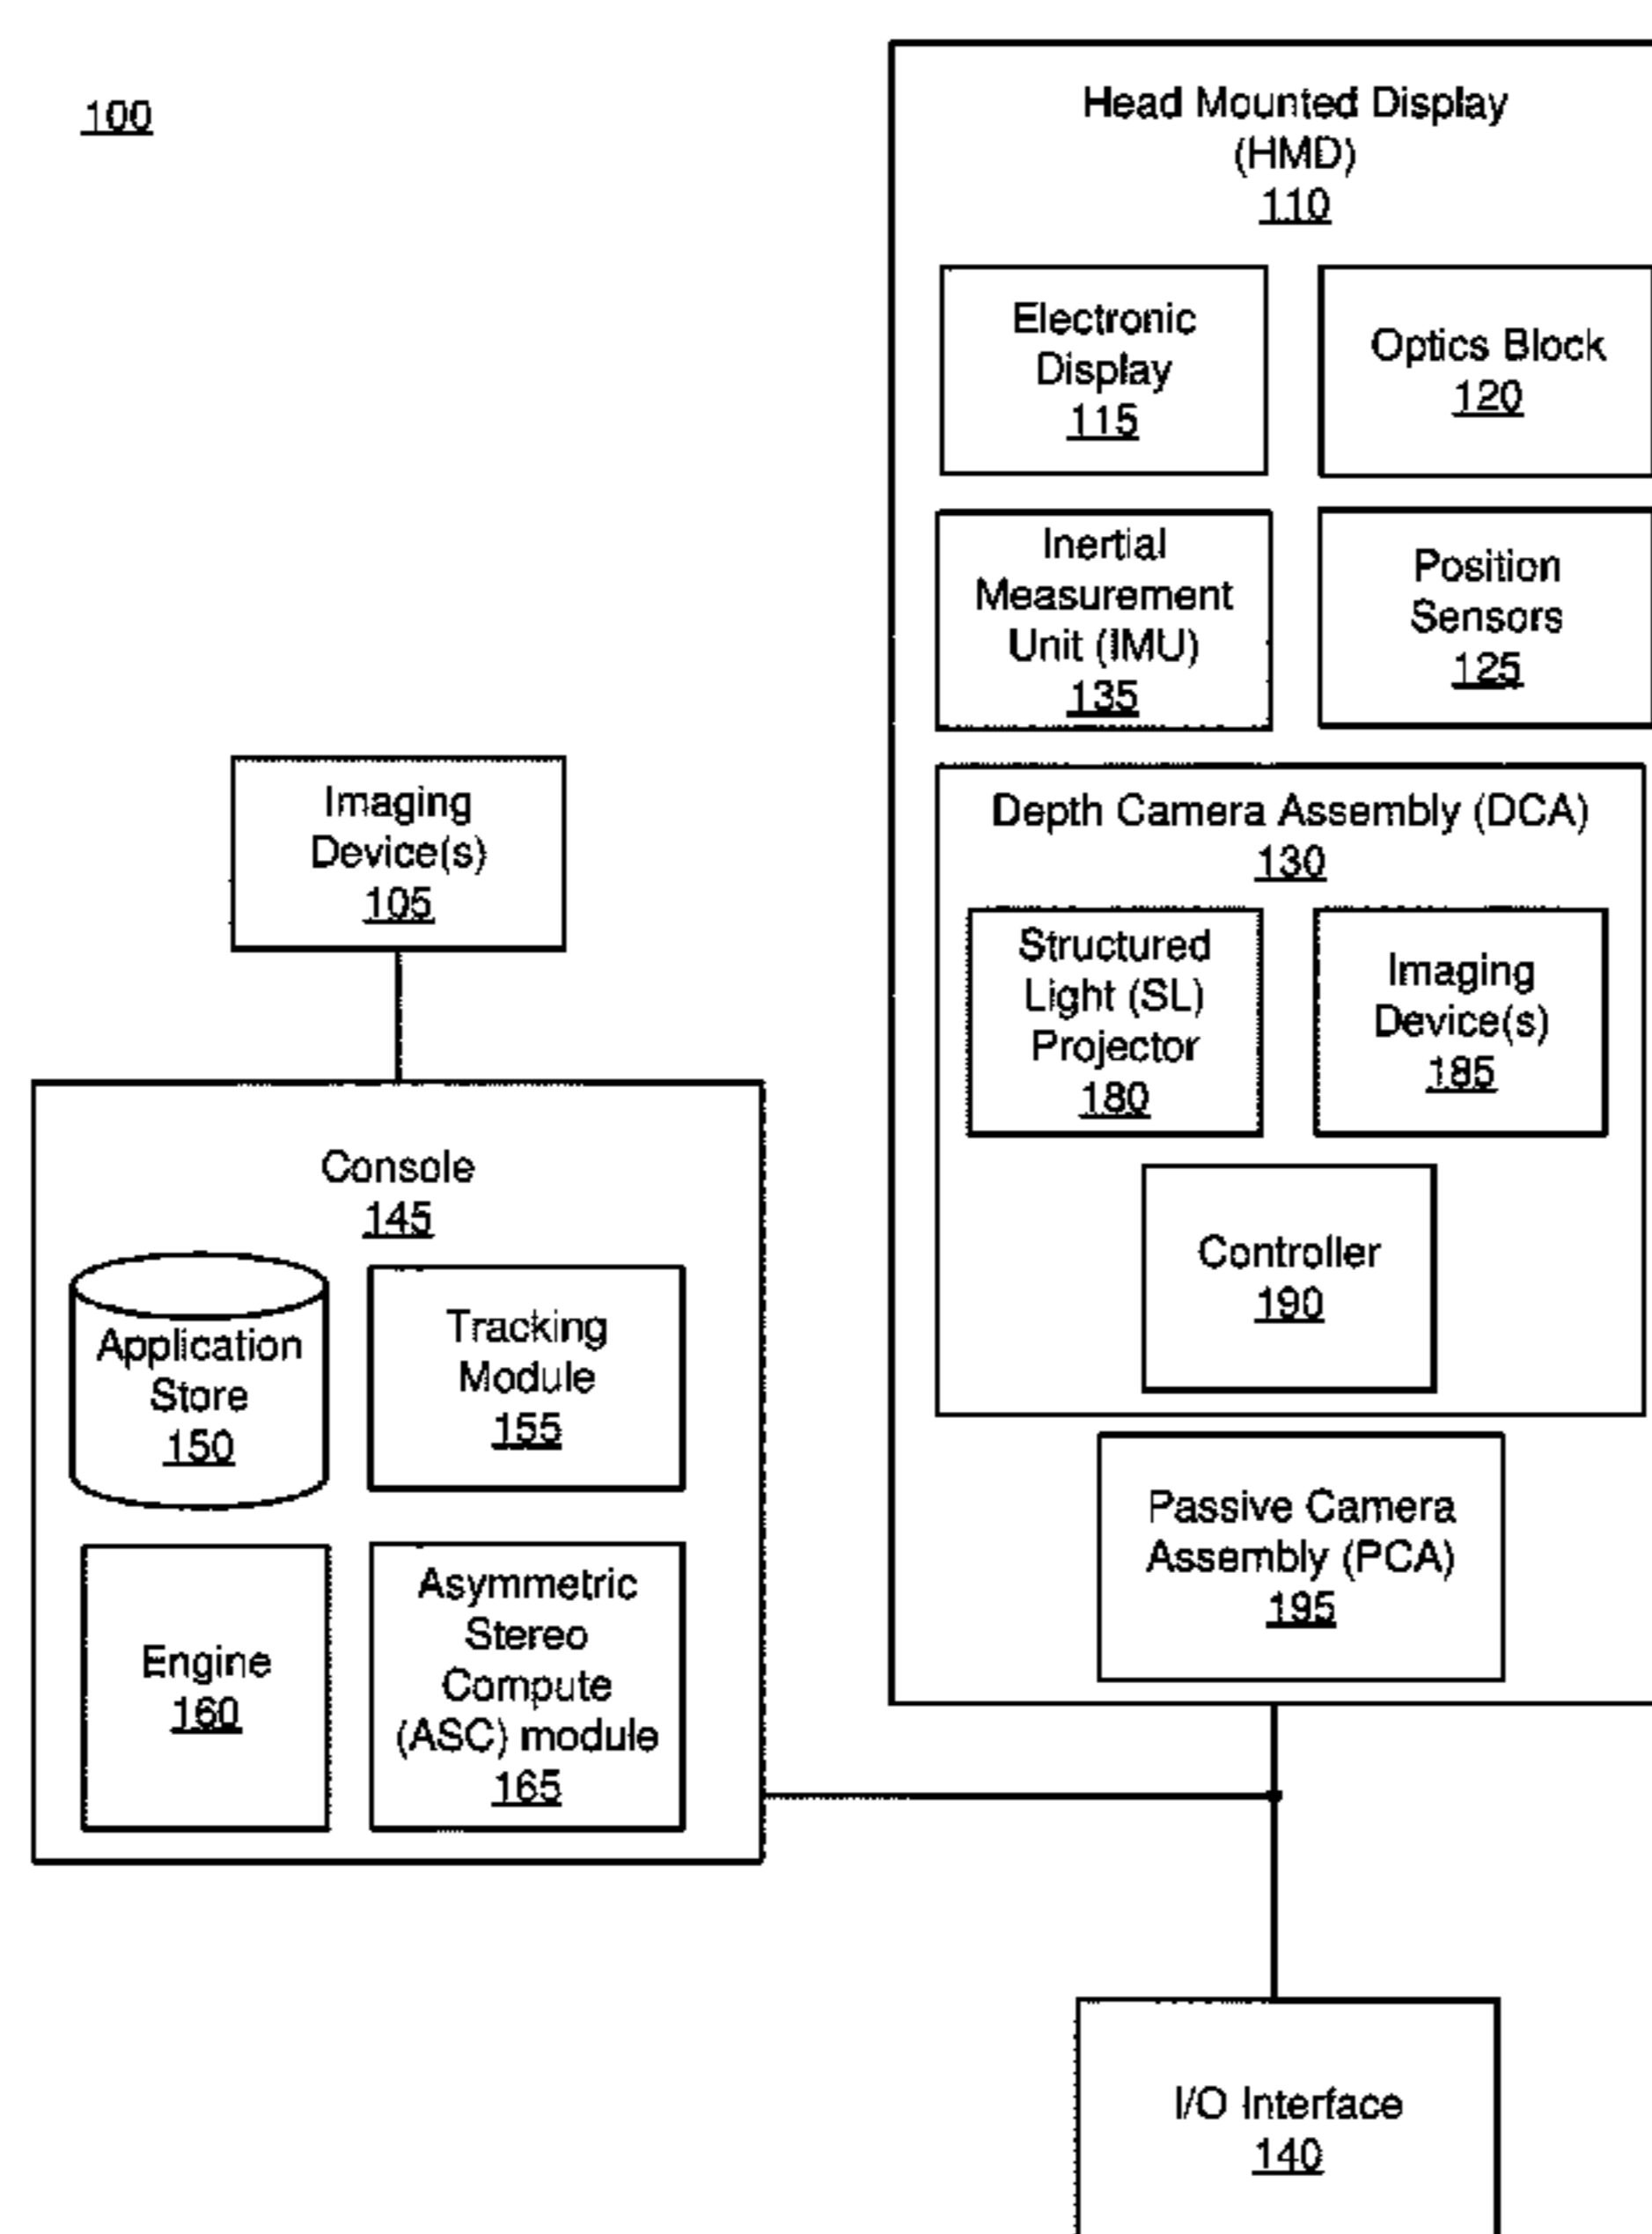 100
Head Mounted Display
(HMD)
110
Electronic
Display
115
Optics Block
120
Inertial
Measurement
Unit (IMU)
135
Position
Sensors
125
Imaging
Device(s)
105
Depth Camera Assembly (DCA)
130
Structured
Light (SL)
Projector
180
Imaging
Device(s)
185
Controller
190
Console
145
Application
Store
150
Tracking
Module
155
Engine
160
Asymmetric
Stereo
Compute
(ASC) module
165
Passive Camera
Assembly (PCA)
195
I/O Interface
140